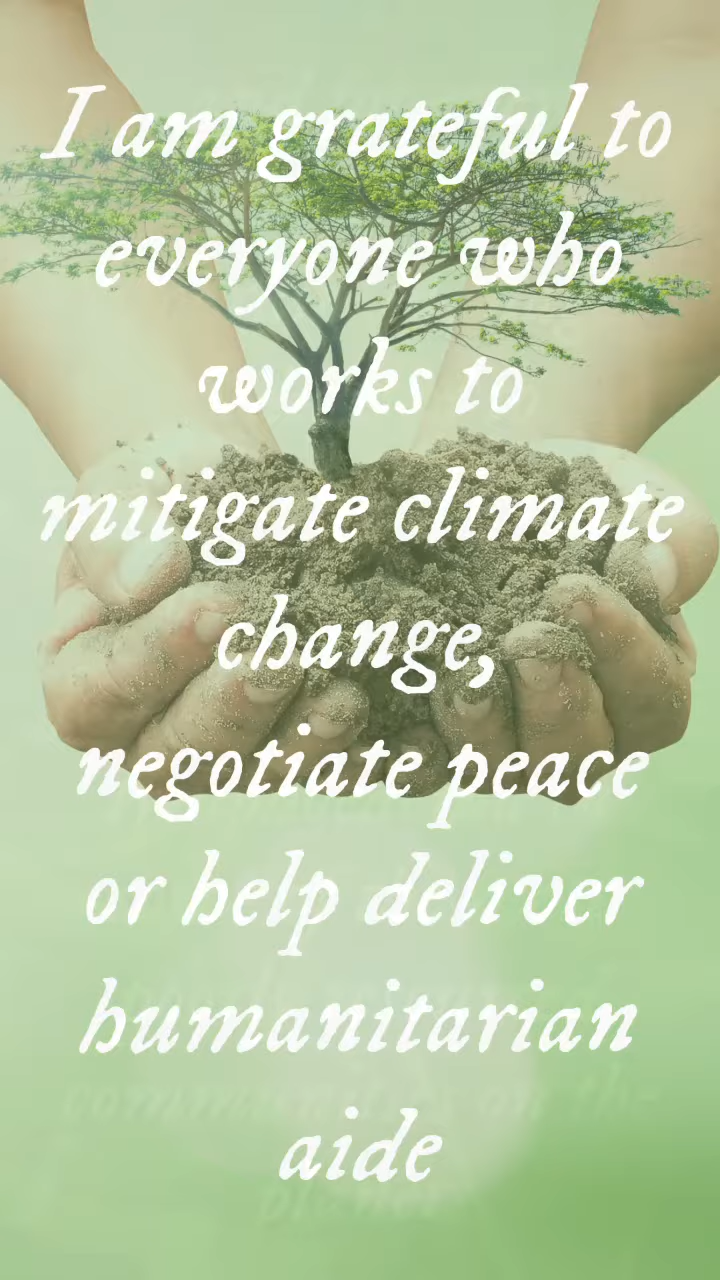 I am grateful to
everyone who
works to
mitigate climate
change,
negotiate peace
or help deliver
humanitarian
aide